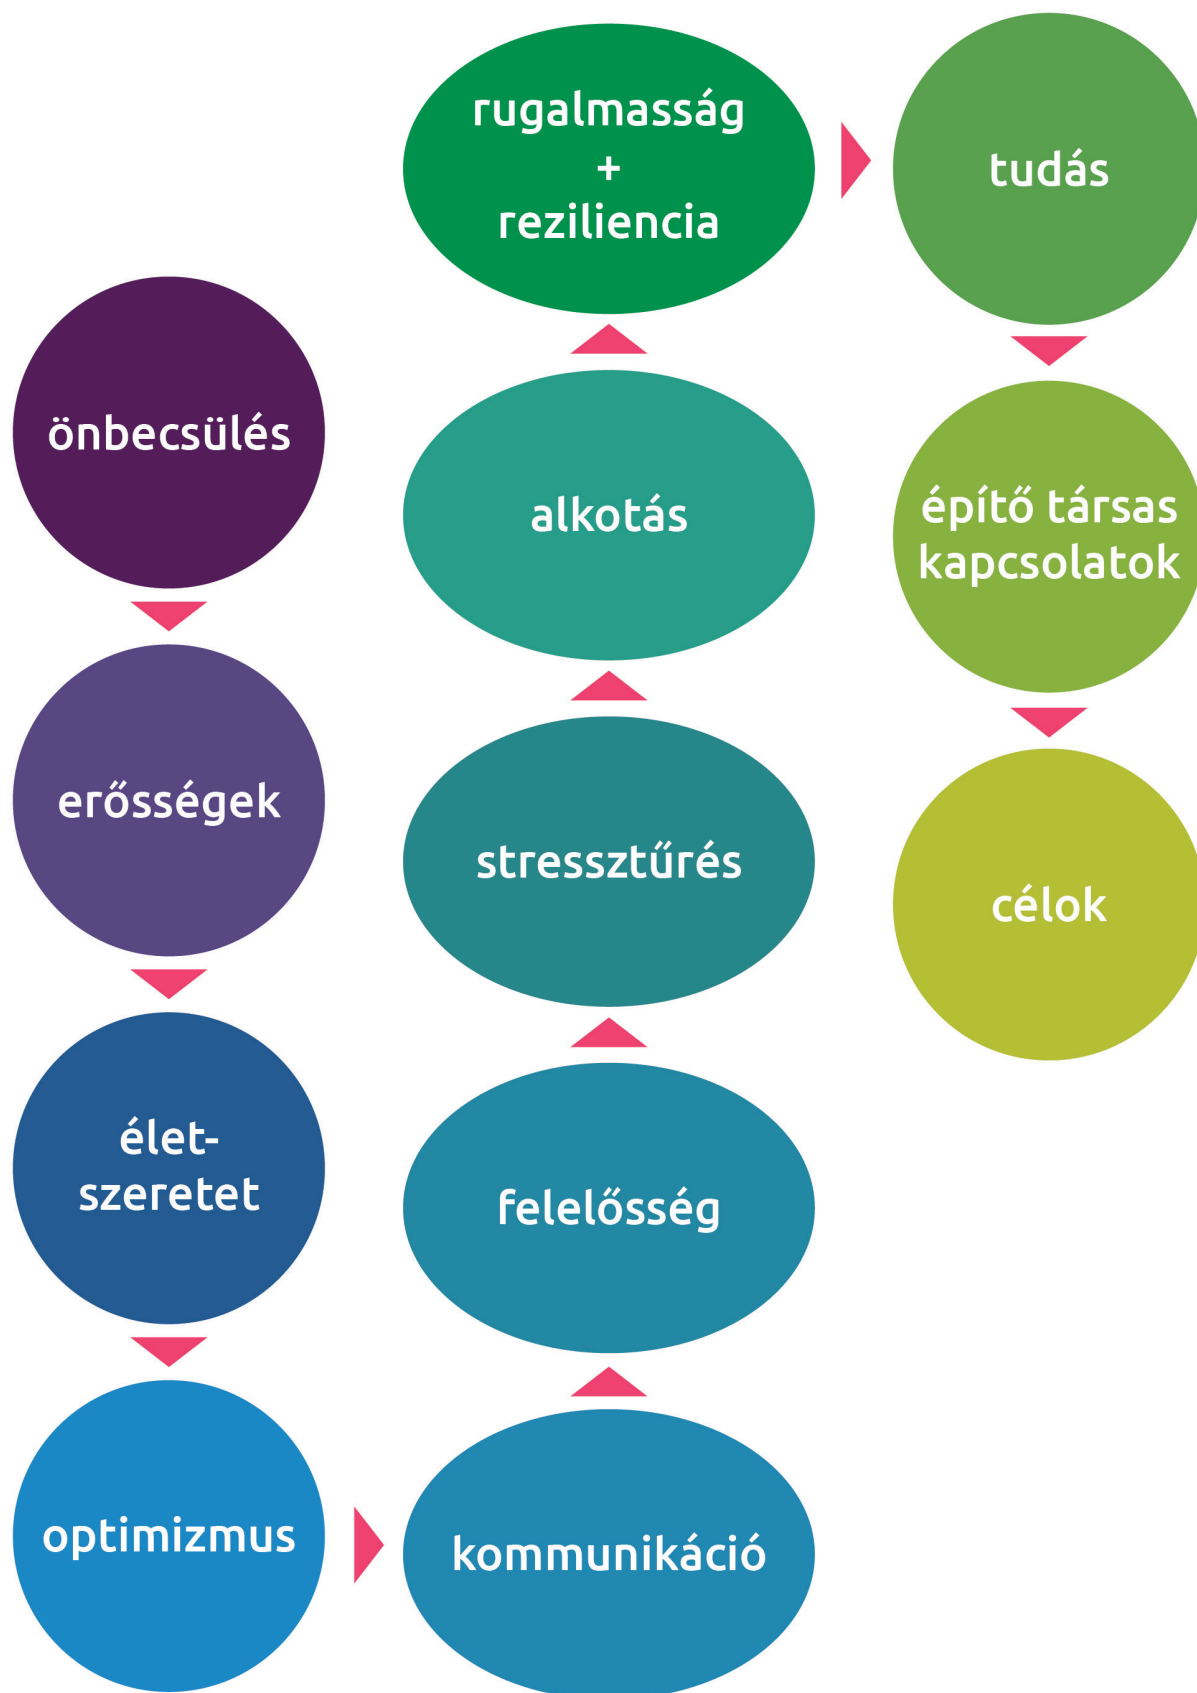 önbecsülés
erősségek
élet-
szeretet
optimizmus
kommunikáció
felelősség
stressztűrés
alkotás
rugalmasság
+
reziliencia
tudás
építő társas
kapcsolatok
célok